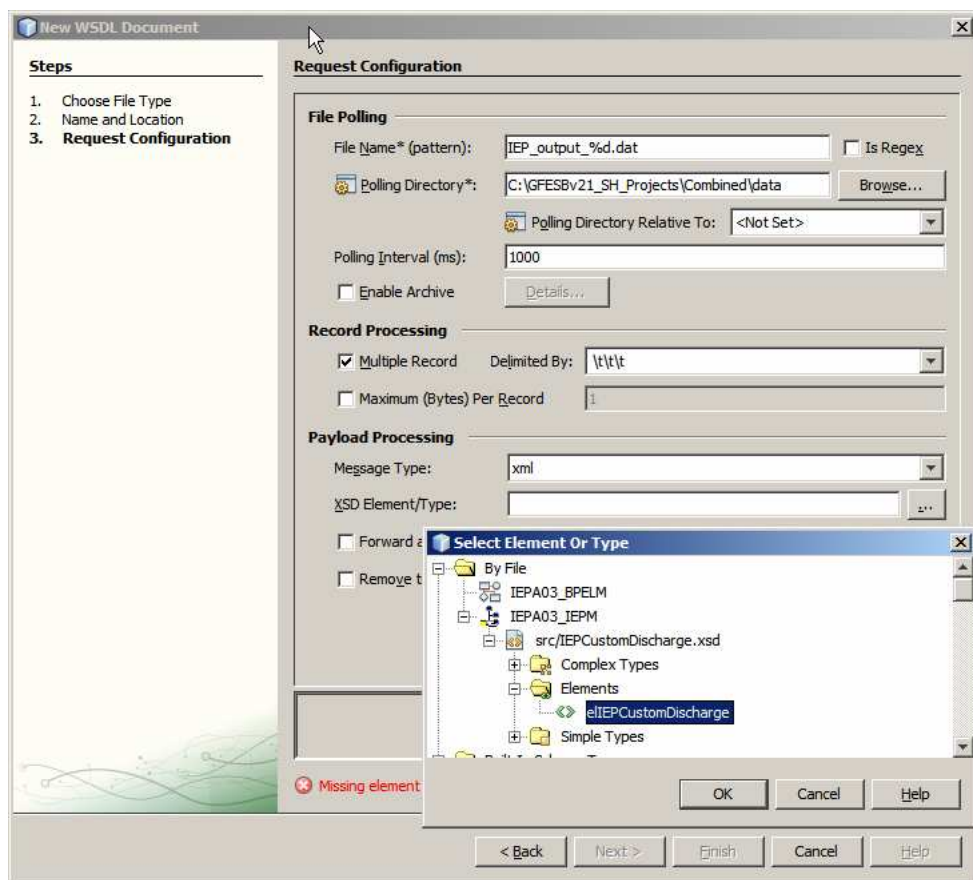 New WSDL Document
Steps
1. Choose File Type
2. Name and Location
3. Request Configuration
Request Configuration
File Polling
File Name* (pattern): IEP_output_%d.dat Is Regex
Polling Directory*: C:\GFESBv21_SH_Projects\Combined\data Browse...
Polling Directory Relative To: <Not Set>
Polling Interval (ms): 1000
Enable Archive Details...
Record Processing
Multiple Record Delimited By: \t\t\t
Maximum (Bytes) Per Record 1
Payload Processing
Message Type: xml
XSD Element/Type: ...
Forward a
Remove t
Select Element Or Type
By File
IEPA03_BPELM
IEPA03_IEPM
src/IEPCustomDischarge.xsd
Complex Types
Elements
elIEPCustomDischarge
Simple Types
Missing element
OK Cancel Help
< Back Next > Finish Cancel Help